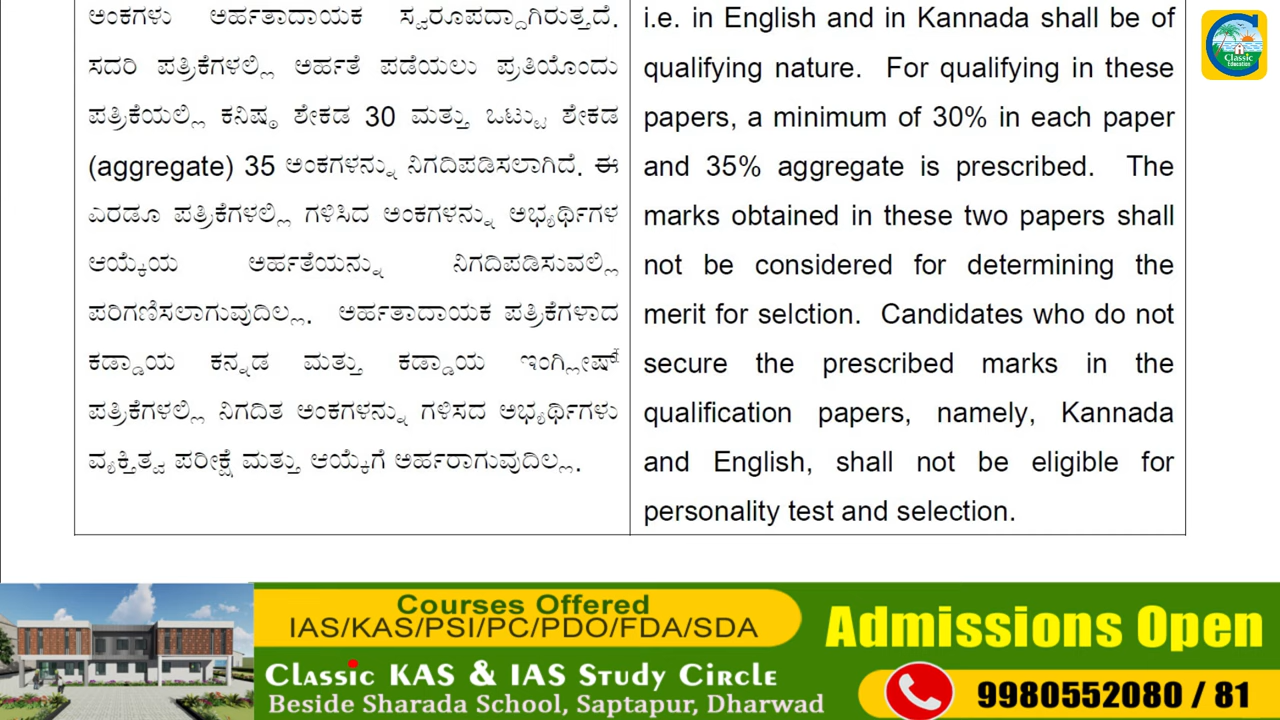 ಅಂಕಗಳು ಅರ್ಹತಾದಾಯಕ ಸ್ವರೂಪದ್ದಾಗಿರುತ್ತದೆ.
ಸದರಿ ಪತ್ರಿಕೆಗಳಲ್ಲಿ ಅರ್ಹತೆ ಪಡೆಯಲು ಪ್ರತಿಯೊಂದು
ಪತ್ರಿಕೆಯಲ್ಲಿ ಕನಿಷ್ಠ ಶೇಕಡ 30 ಮತ್ತು ಒಟ್ಟು ಶೇಕಡ
(aggregate) 35 ಅಂಕಗಳನ್ನು ನಿಗದಿಪಡಿಸಲಾಗಿದೆ. ಈ
ಎರಡೂ ಪತ್ರಿಕೆಗಳಲ್ಲಿ ಗಳಿಸಿದ ಅಂಕಗಳನ್ನು ಅಭ್ಯರ್ಥಿಗಳ
ಆಯ್ಕೆಯ ಅರ್ಹತೆಯನ್ನು ನಿಗದಿಪಡಿಸುವಲ್ಲಿ
ಪರಿಗಣಿಸಲಾಗುವುದಿಲ್ಲ. ಅರ್ಹತಾದಾಯಕ ಪತ್ರಿಕೆಗಳಾದ
ಕಡ್ಡಾಯ ಕನ್ನಡ ಮತ್ತು ಕಡ್ಡಾಯ ಇಂಗ್ಲೀಷ್
ಪತ್ರಿಕೆಗಳಲ್ಲಿ ನಿಗದಿತ ಅಂಕಗಳನ್ನು ಗಳಿಸದ ಅಭ್ಯರ್ಥಿಗಳು
ವ್ಯಕ್ತಿತ್ವ ಪರೀಕ್ಷೆ ಮತ್ತು ಆಯ್ಕೆಗೆ ಅರ್ಹರಾಗುವುದಿಲ್ಲ.
i.e. in English and in Kannada shall be of
qualifying nature. For qualifying in these
papers, a minimum of 30% in each paper
and 35% aggregate is prescribed. The
marks obtained in these two papers shall
not be considered for determining the
merit for selction. Candidates who do not
secure the prescribed marks in the
qualification papers, namely, Kannada
and English, shall not be eligible for
personality test and selection.
Classic
Education
Courses Offered
IAS/KAS/PSI/PC/PDO/FDA/SDA
Classic KAS & IAS Study Circle
Beside Sharada School, Saptapur, Dharwad
Admissions Open
9980552080 / 81